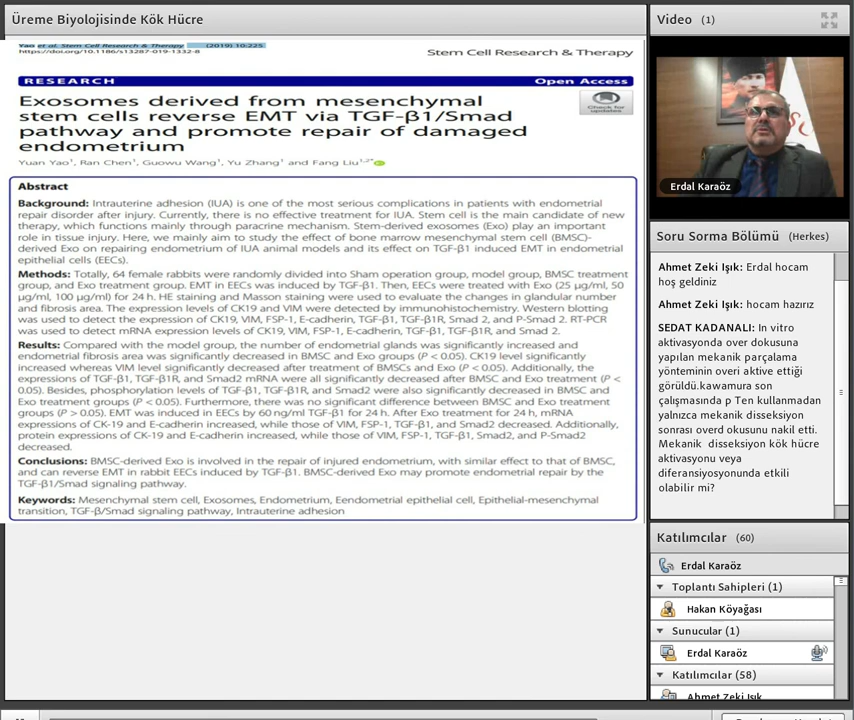 Üreme Biyolojisinde Kök Hücre
Yao et al. Stem Cell Research & Therapy (2019) 10:225
https://doi.org/10.1186/s13287-019-1332-8
Stem Cell Research & Therapy
RESEARCH
Open Access
Exosomes derived from mesenchymal
stem cells reverse EMT via TGF-β1/Smad
pathway and promote repair of damaged
endometrium
Check for
updates
Yuan Yao¹, Ran Chen¹, Guowu Wang¹, Yu Zhang¹ and Fang Liu¹,²*
Abstract
Background: Intrauterine adhesion (IUA) is one of the most serious complications in patients with endometrial
repair disorder after injury. Currently, there is no effective treatment for IUA. Stem cell is the main candidate of new
therapy, which functions mainly through paracrine mechanism. Stem-derived exosomes (Exo) play an important
role in tissue injury. Here, we mainly aim to study the effect of bone marrow mesenchymal stem cell (BMSC)-
derived Exo on repairing endometrium of IUA animal models and its effect on TGF-β1 induced EMT in endometrial
epithelial cells (EECs).
Methods: Totally, 64 female rabbits were randomly divided into Sham operation group, model group, BMSC treatment
group, and Exo treatment group. EMT in EECs was induced by TGF-β1. Then, EECs were treated with Exo (25 μg/ml, 50
μg/ml, 100 μg/ml) for 24 h. HE staining and Masson staining were used to evaluate the changes in glandular number
and fibrosis area. The expression levels of CK19 and VIM were detected by immunohistochemistry. Western blotting
was used to detect the expression of CK19, VIM, FSP-1, E-cadherin, TGF-β1, TGF-β1R, Smad 2, and P-Smad 2. RT-PCR
was used to detect mRNA expression levels of CK19, VIM, FSP-1, E-cadherin, TGF-β1, TGF-β1R, and Smad 2.
Results: Compared with the model group, the number of endometrial glands was significantly increased and
endometrial fibrosis area was significantly decreased in BMSC and Exo groups (P < 0.05). CK19 level significantly
increased whereas VIM level significantly decreased after treatment of BMSCs and Exo (P < 0.05). Additionally, the
expressions of TGF-β1, TGF-β1R, and Smad2 mRNA were all significantly decreased after BMSC and Exo treatment (P <
0.05). Besides, phosphorylation levels of TGF-β1, TGF-β1R, and Smad2 were also significantly decreased in BMSC and
Exo treatment groups (P < 0.05). Furthermore, there was no significant difference between BMSC and Exo treatment
groups (P > 0.05). EMT was induced in EECs by 60 ng/ml TGF-β1 for 24 h. After Exo treatment for 24 h, mRNA
expressions of CK-19 and E-cadherin increased, while those of VIM, FSP-1, TGF-β1, and Smad2 decreased. Additionally,
protein expressions of CK-19 and E-cadherin increased, while those of VIM, FSP-1, TGF-β1, Smad2, and P-Smad2
decreased.
Conclusions: BMSC-derived Exo is involved in the repair of injured endometrium, with similar effect to that of BMSC,
and can reverse EMT in rabbit EECs induced by TGF-β1. BMSC-derived Exo may promote endometrial repair by the
TGF-β1/Smad signaling pathway.
Keywords: Mesenchymal stem cell, Exosomes, Endometrium, Eendometrial epithelial cell, Epithelial-mesenchymal
transition, TGF-β/Smad signaling pathway, Intrauterine adhesion
Video (1)
Erdal Karaöz
Soru Sorma Bölümü (Herkes)
Ahmet Zeki Işık: Erdal hocam
hoş geldiniz
Ahmet Zeki Işık: hocam hazırız
SEDAT KADANALI: In vitro
aktivasyonda over dokusuna
yapılan mekanik parçalama
yönteminin overi aktive ettiği
görüldü.kawamura son
çalışmasında p Ten kullanmadan
yalnızca mekanik disseksiyon
sonrası overd okusunu nakil etti.
Mekanik disseksiyon kök hücre
aktivasyonu veya
diferansiyosyonunda etkili
olabilir mi?
Katılımcılar (60)
Erdal Karaöz
Toplantı Sahipleri (1)
Hakan Köyağası
Sunucular (1)
Erdal Karaöz
Katılımcılar (58)
Ahmet Zeki Işık